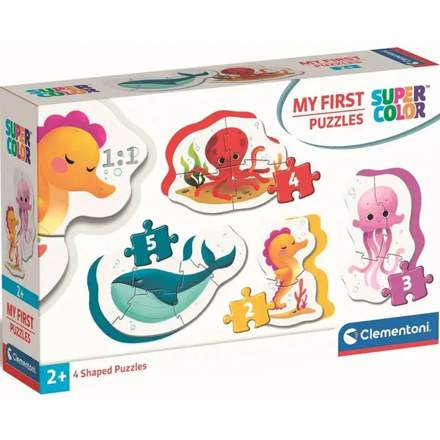 SUPER
COLOR
2+
MY FIRST
PUZZLES
1:1
MY FIRST
PUZZLES
SUPER
COLOR
4
5
2
3
2+
4 Shaped Puzzles
Clementoni